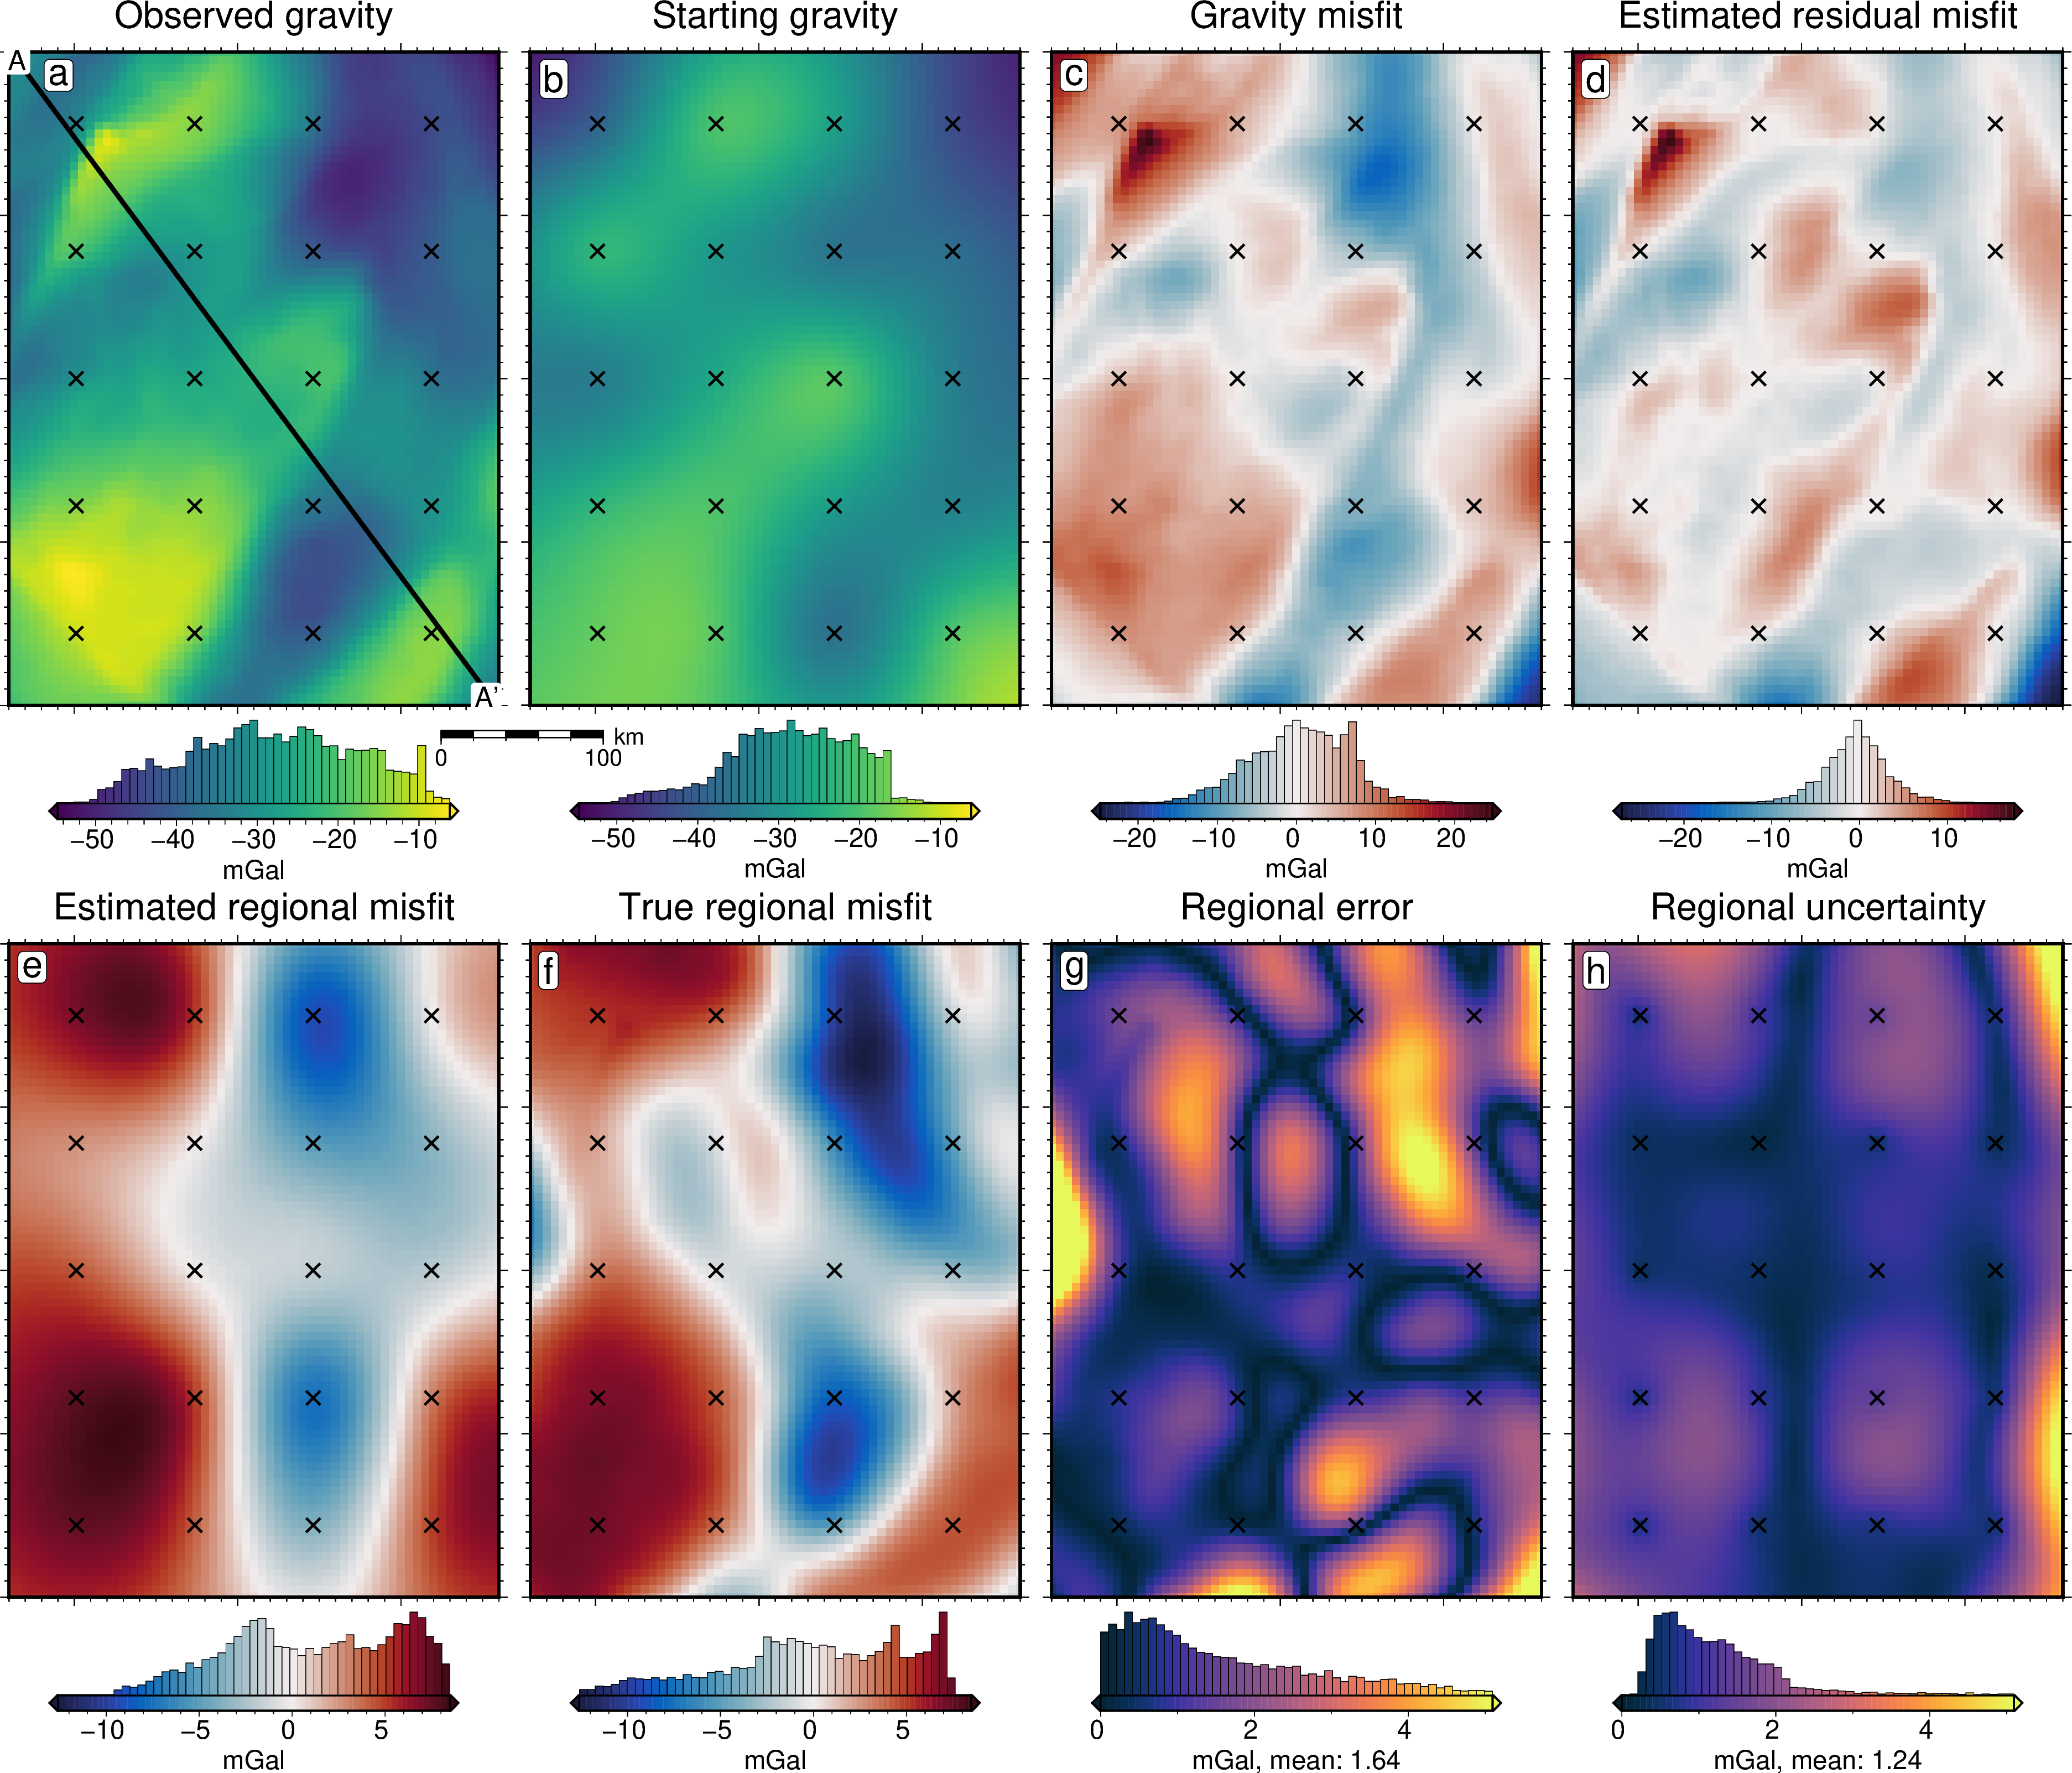 Observed gravity
Starting gravity
Gravity misfit
Estimated residual misfit
A
a
b
c
d
A'
km
0
100
−50
−40
−30
−20
−10
mGal
−50
−40
−30
−20
−10
mGal
−20
−10
0
10
20
mGal
−20
−10
0
10
mGal
Estimated regional misfit
True regional misfit
Regional error
Regional uncertainty
e
f
g
h
−10
−5
0
5
mGal
−10
−5
0
5
mGal
0
2
4
mGal, mean: 1.64
0
2
4
mGal, mean: 1.24